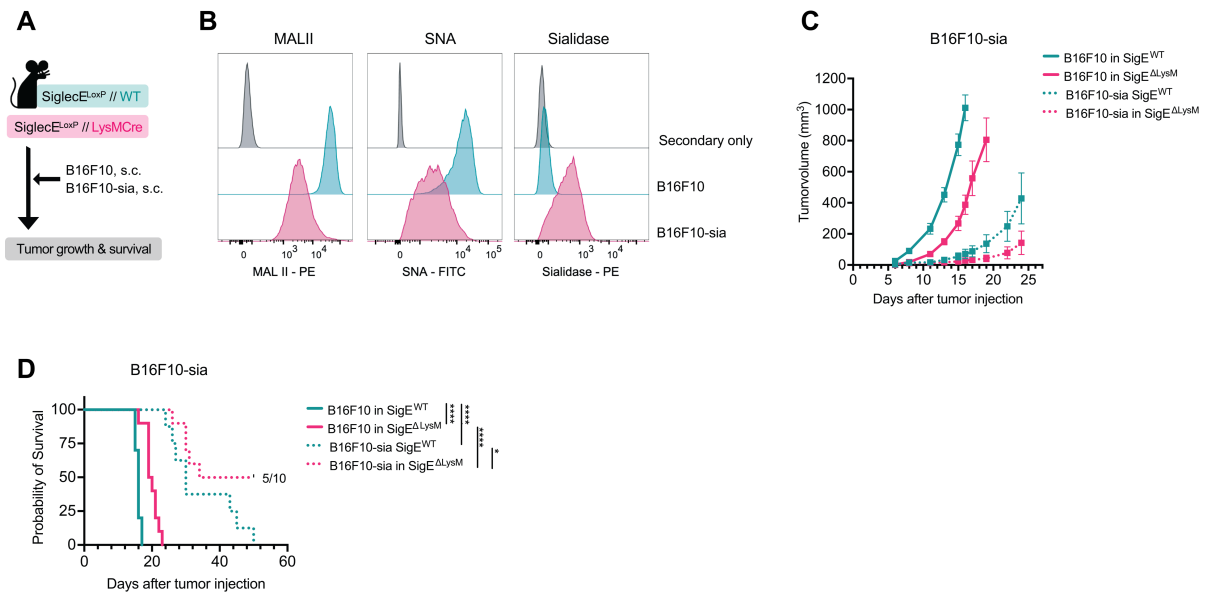 A
SiglecE^LoxP // WT
SiglecE^LoxP // LysMCre
B16F10, s.c.
B16F10-sia, s.c.
Tumor growth & survival
B
MALII SNA Sialidase
Secondary only
B16F10
B16F10-sia
0 10^3 10^4 0 10^4 10^5 0 10^3 10^4
MAL II - PE SNA - FITC Sialidase - PE
C
B16F10-sia
B16F10 in SigE^WT
B16F10 in SigE^ΔLysM
B16F10-sia SigE^WT
B16F10-sia in SigE^ΔLysM
Tumorvolume (mm³)
1200
1000
800
600
400
200
0
0 5 10 15 20 25
Days after tumor injection
D
B16F10-sia
Probability of Survival
100
75
50
25
0
5/10
0 20 40 60
Days after tumor injection
B16F10 in SigE^WT
B16F10 in SigE^ΔLysM
B16F10-sia SigE^WT
B16F10-sia in SigE^ΔLysM
**** **** **** *